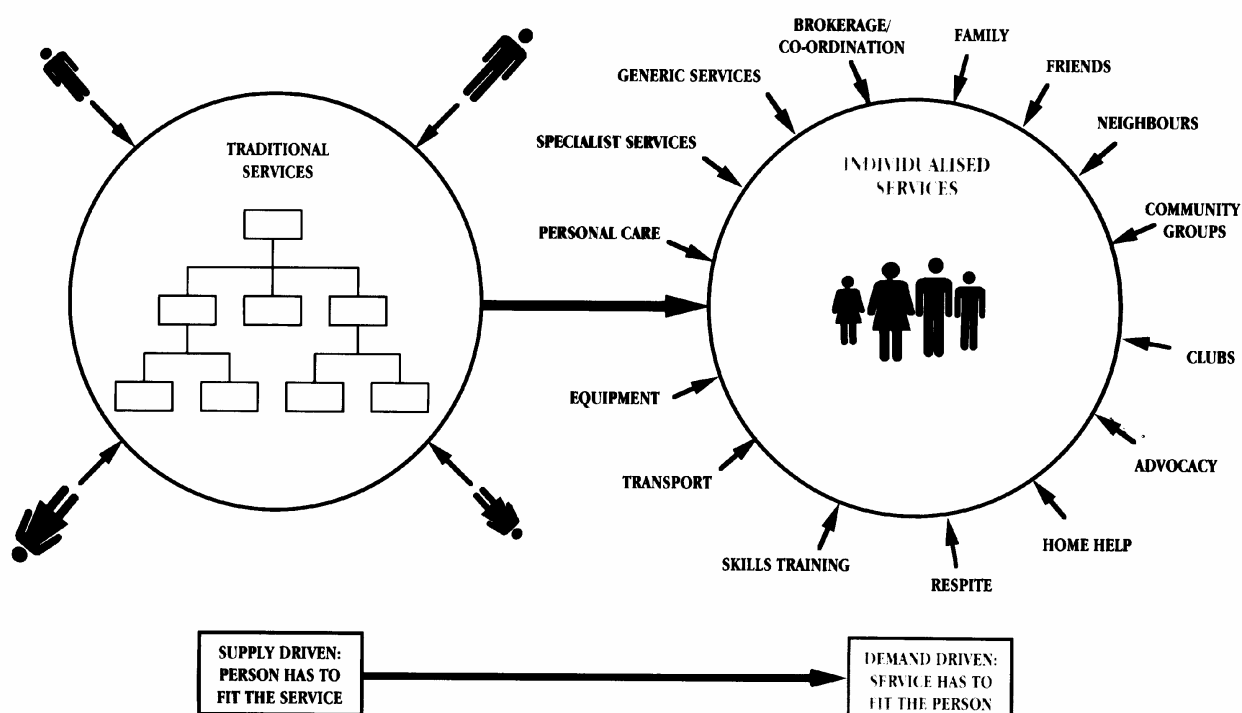 TRADITIONAL
SERVICES
BROKERAGE/
CO-ORDINATION
FAMILY
FRIENDS
NEIGHBOURS
COMMUNITY
GROUPS
CLUBS
ADVOCACY
HOME HELP
RESPITE
SKILLS TRAINING
TRANSPORT
EQUIPMENT
PERSONAL CARE
SPECIALIST SERVICES
GENERIC SERVICES
INDIVIDUALISED
SERVICES
SUPPLY DRIVEN:
PERSON HAS TO
FIT THE SERVICE
DEMAND DRIVEN:
SERVICE HAS TO
FIT THE PERSON